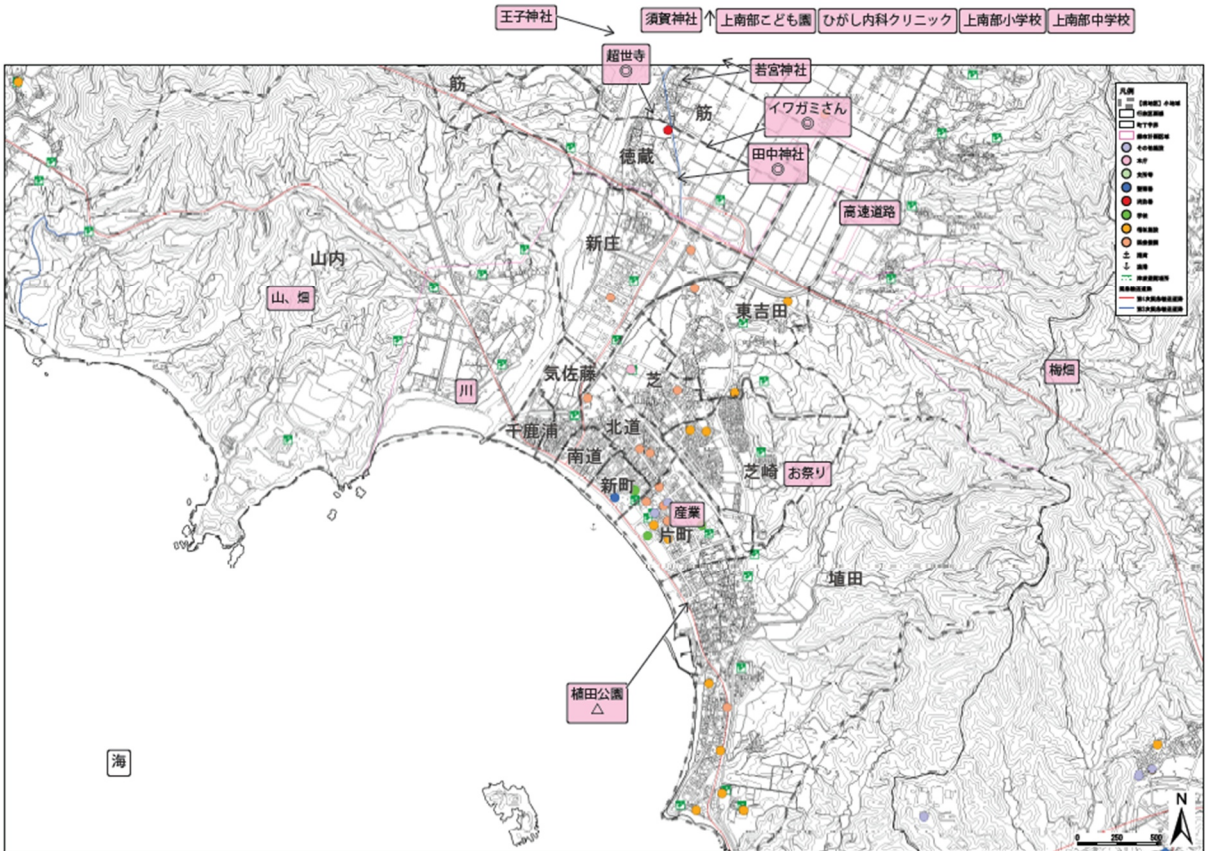 王子神社
須賀神社
↑
上南部こども園
ひがし内科クリニック
上南部小学校
上南部中学校
超世寺
◎
若宮神社
筋
筋
イワガミさん
◎
徳蔵
田中神社
◎
高速道路
新庄
山内
山、畑
東吉田
気佐藤
芝
梅畑
川
千鹿浦
北道
南道
芝崎
お祭り
新町
産業
片町
埴田
植田公園
△
海
凡例
N
0 250 500